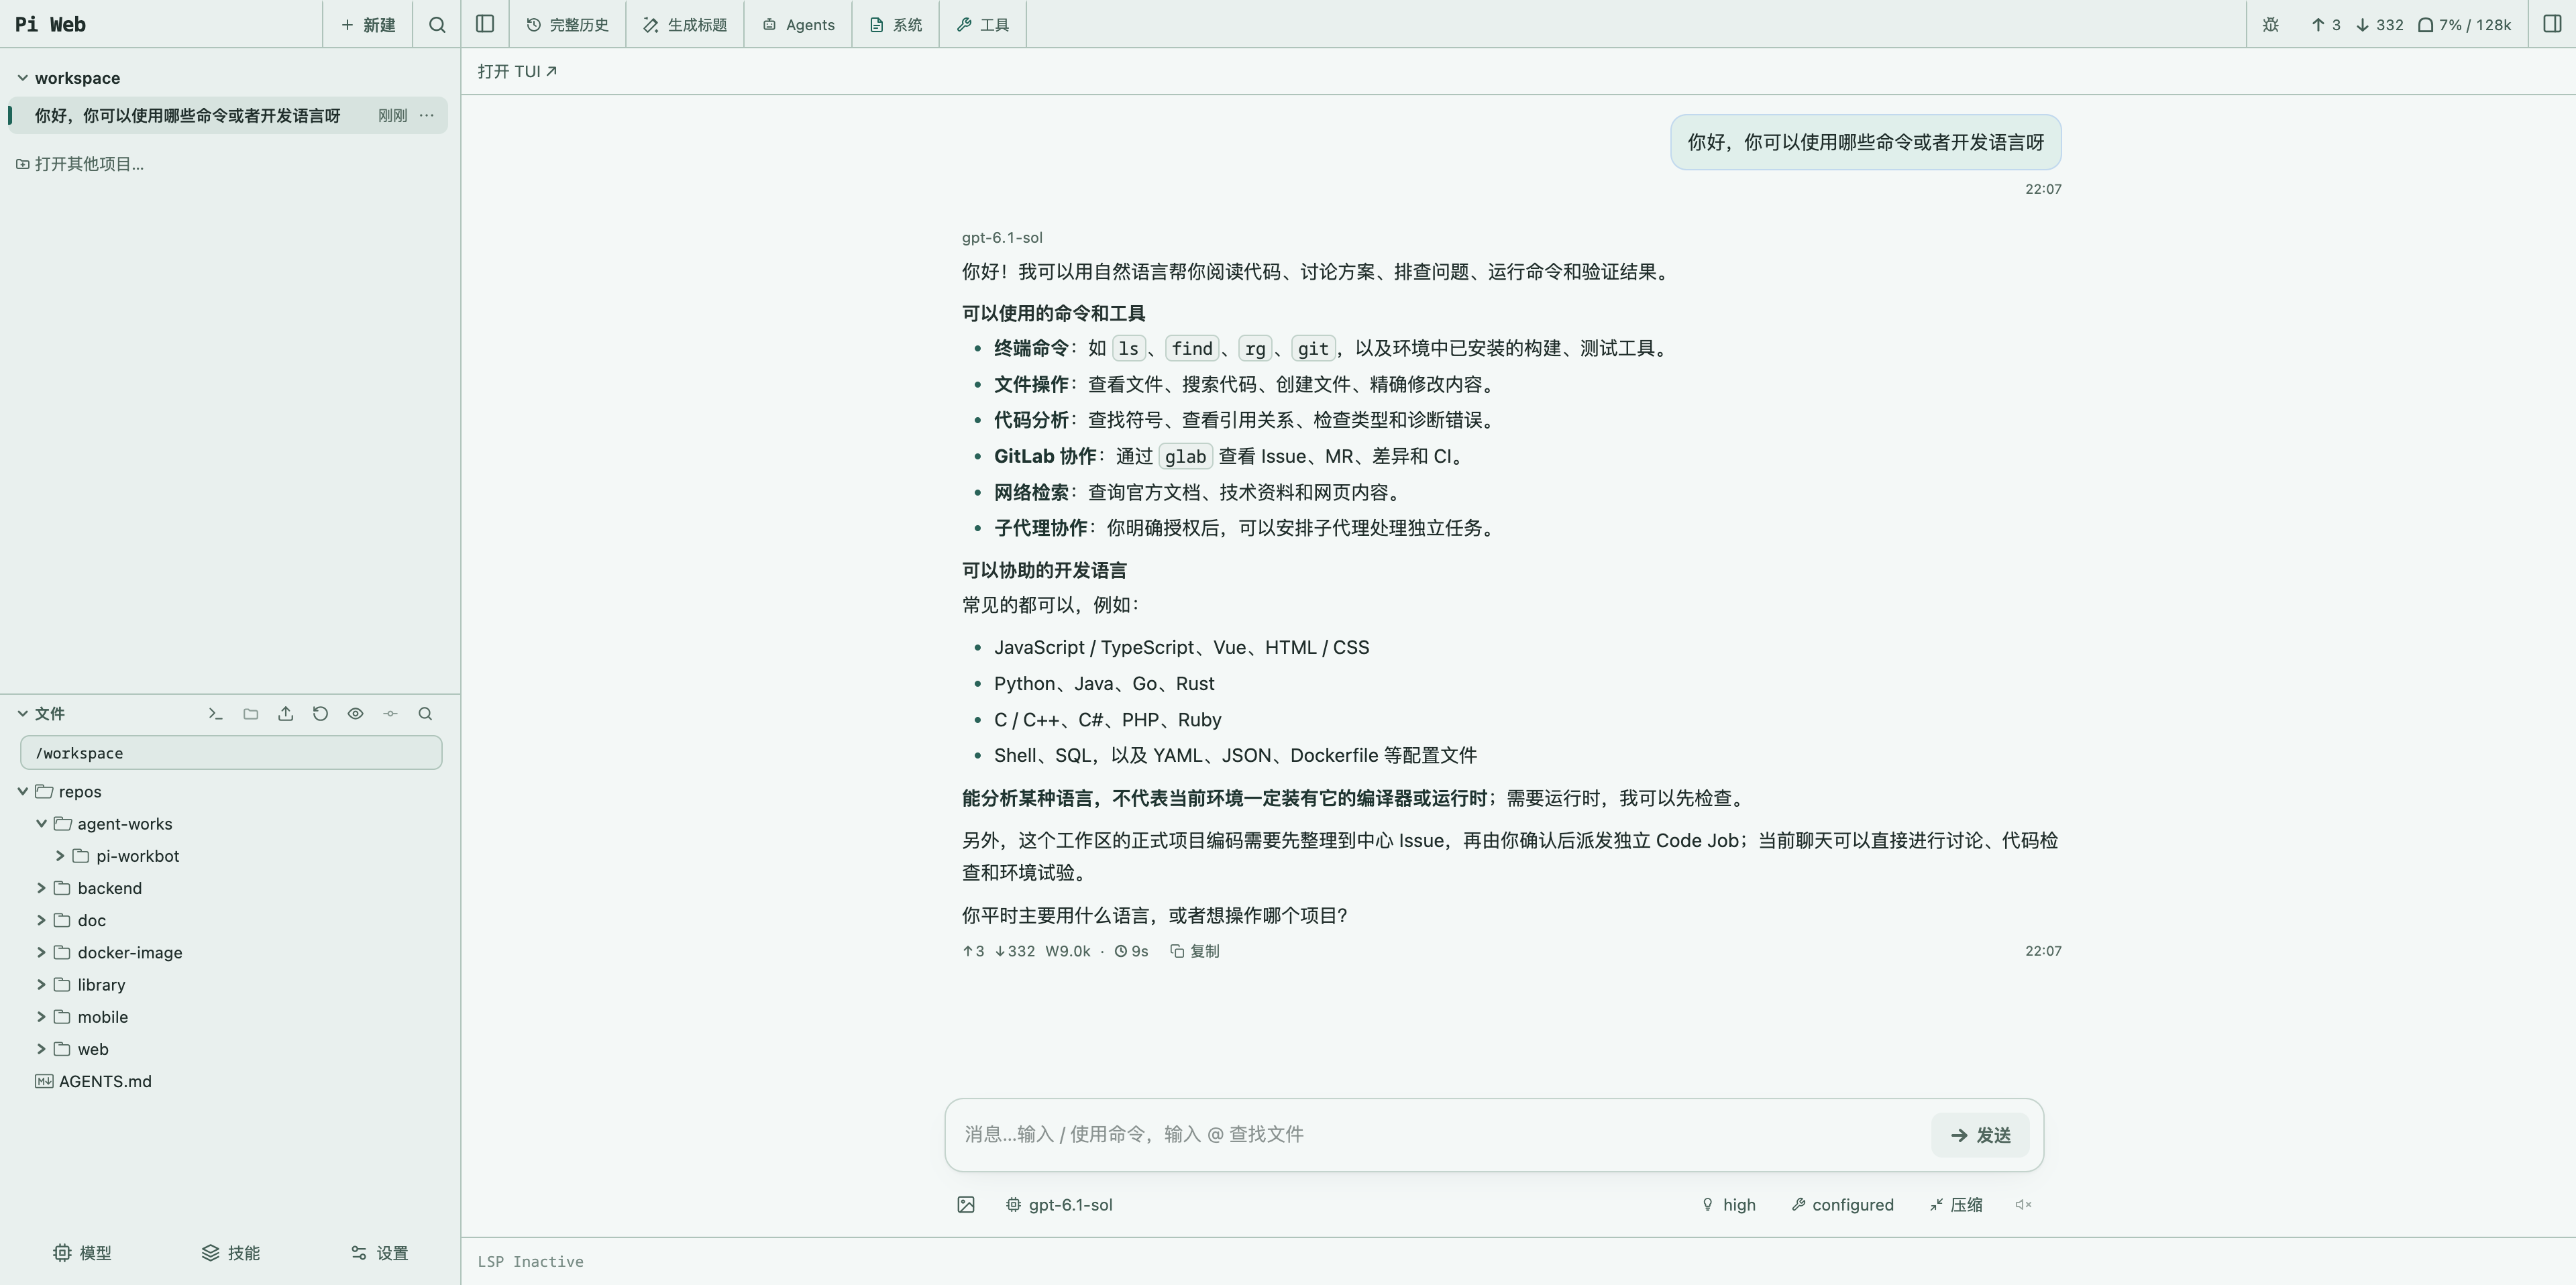 Pi Web
新建
完整历史
生成标题
Agents
系统
工具
3 332 7% / 128k
workspace
你好，你可以使用哪些命令或者开发语言呀 刚刚 ···
打开其他项目...
文件
/workspace
repos
agent-works
pi-workbot
backend
doc
docker-image
library
mobile
web
AGENTS.md
模型
技能
设置
打开 TUI
你好，你可以使用哪些命令或者开发语言呀
22:07
gpt-6.1-sol
你好！我可以用自然语言帮你阅读代码、讨论方案、排查问题、运行命令和验证结果。
可以使用的命令和工具
• 终端命令：如 ls、find、rg、git，以及环境中已安装的构建、测试工具。
• 文件操作：查看文件、搜索代码、创建文件、精确修改内容。
• 代码分析：查找符号、查看引用关系、检查类型和诊断错误。
• GitLab 协作：通过 glab 查看 Issue、MR、差异和 CI。
• 网络检索：查询官方文档、技术资料和网页内容。
• 子代理协作：你明确授权后，可以安排子代理处理独立任务。
可以协助的开发语言
常见的都可以，例如：
• JavaScript / TypeScript、Vue、HTML / CSS
• Python、Java、Go、Rust
• C / C++、C#、PHP、Ruby
• Shell、SQL，以及 YAML、JSON、Dockerfile 等配置文件
能分析某种语言，不代表当前环境一定装有它的编译器或运行时；需要运行时，我可以先检查。
另外，这个工作区的正式项目编码需要先整理到中心 Issue，再由你确认后派发独立 Code Job；当前聊天可以直接进行讨论、代码检
查和环境试验。
你平时主要用什么语言，或者想操作哪个项目？
↑3 ↓332 W9.0k · 9s 复制 22:07
消息...输入 / 使用命令，输入 @ 查找文件
发送
gpt-6.1-sol
high
configured
压缩
LSP Inactive